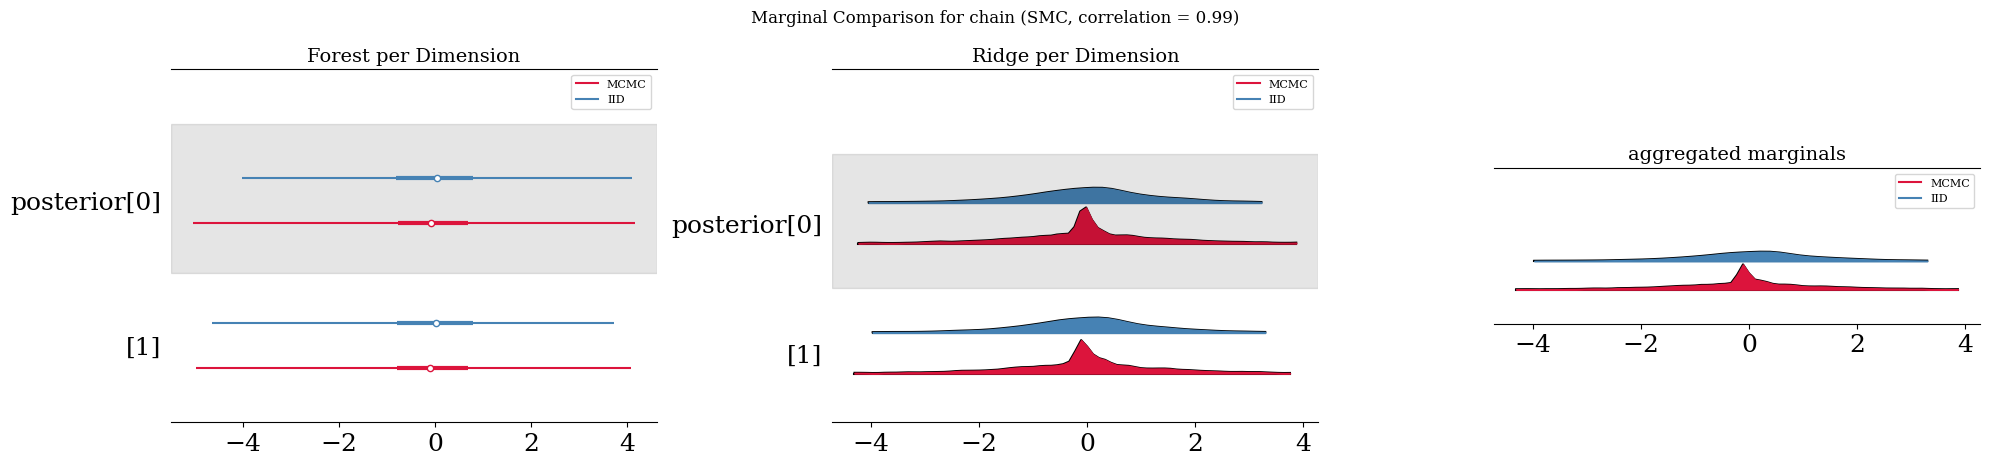 Marginal Comparison for chain (SMC, correlation = 0.99)
Forest per Dimension
MCMC
IID
posterior[0]
[1]
−4 −2 0 2 4
Ridge per Dimension
MCMC
IID
posterior[0]
[1]
−4 −2 0 2 4
aggregated marginals
MCMC
IID
−4 −2 0 2 4